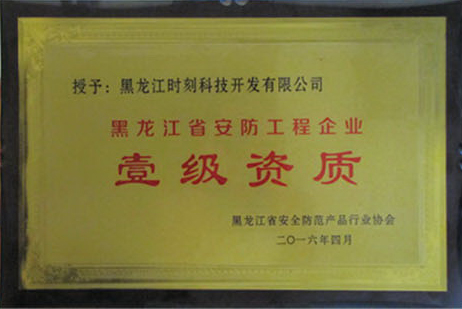 授予：黑龙江时刻科技开发有限公司
黑龙江省安防工程企业
壹级资质
黑龙江省安全防范产品行业协会
二〇一六年四月